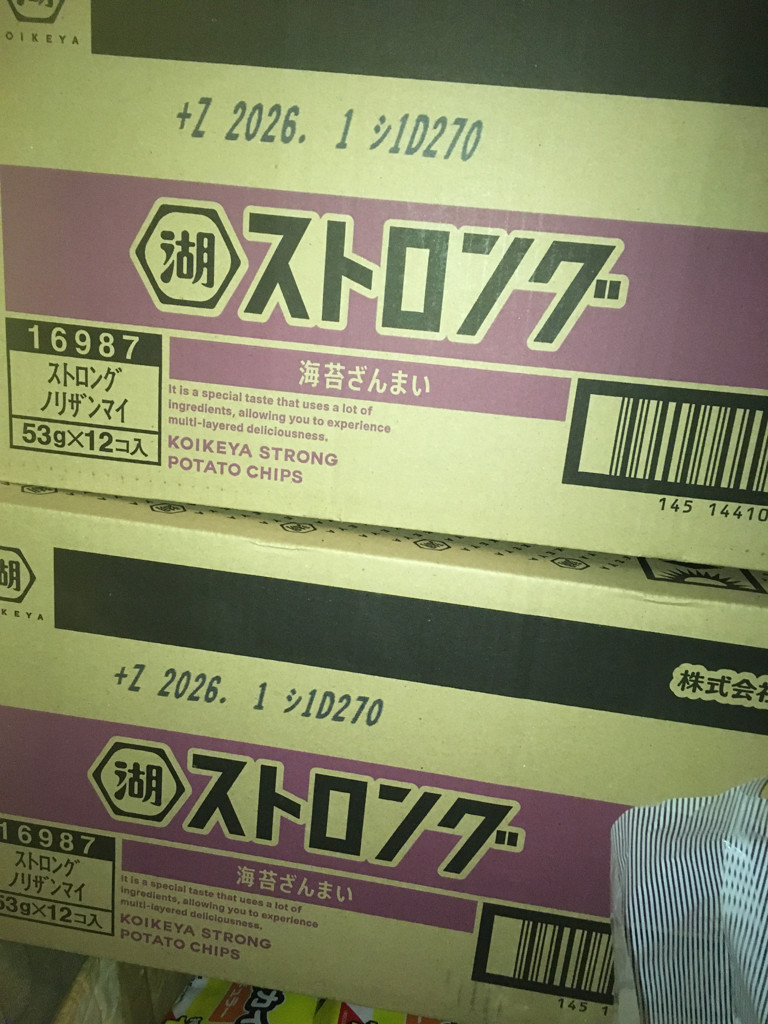 湖
OIKEYA
+Z 2026. 1 ｼ1D270
湖 ストロング
16987
ストロング
ノリザンマイ
53g×12コ入
海苔ざんまい
It is a special taste that uses a lot of
ingredients, allowing you to experience
multi-layered deliciousness.
KOIKEYA STRONG
POTATO CHIPS
145 14410
湖
KEYA
株式会社
+Z 2026. 1 ｼ1D270
湖 ストロング
16987
ストロング
ノリザンマイ
53g×12コ入
海苔ざんまい
It is a special taste that uses a lot of
ingredients, allowing you to experience
multi-layered deliciousness.
KOIKEYA STRONG
POTATO CHIPS
145 1